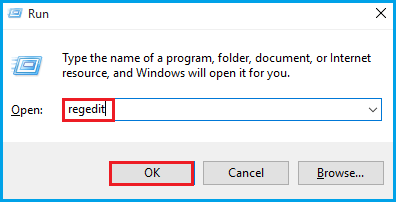 Run
Type the name of a program, folder, document, or Internet
resource, and Windows will open it for you.
Open: regedit
OK Cancel Browse...